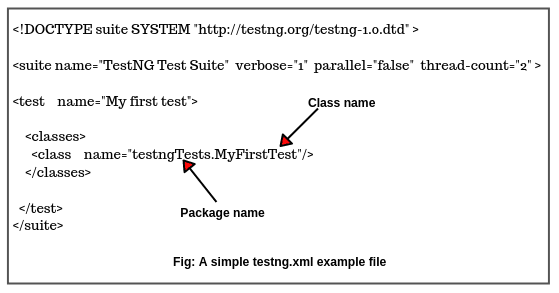 <!DOCTYPE suite SYSTEM "http://testng.org/testng-1.0.dtd" >
<suite name="TestNG Test Suite" verbose="1" parallel="false" thread-count="2" >
<test name="My first test">
Class name
<classes>
<class name="testngTests.MyFirstTest"/>
</classes>
</test>
Package name
</suite>
Fig: A simple testng.xml example file